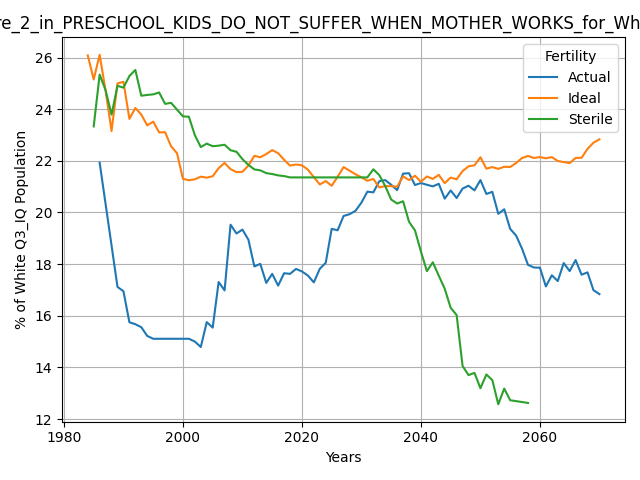 re_2_in_PRESCHOOL_KIDS_DO_NOT_SUFFER_WHEN_MOTHER_WORKS_for_Wh
Fertility
Actual
Ideal
Sterile
% of White Q3_IQ Population
26
24
22
20
18
16
14
12
1980
2000
2020
2040
2060
Years